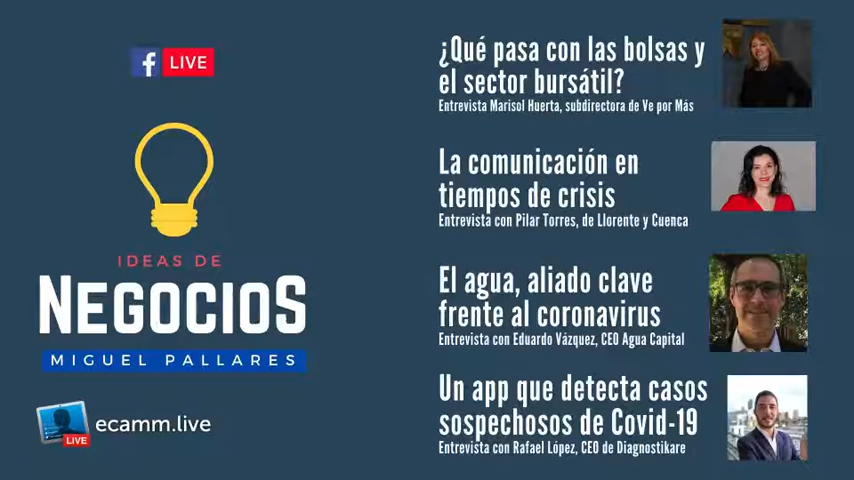 f LIVE
IDEAS DE
NEGOCIOS
MIGUEL PALLARES
LIVE
ecamm.live
¿Qué pasa con las bolsas y
el sector bursátil?
Entrevista Marisol Huerta, subdirectora de Ve por Más
La comunicación en
tiempos de crisis
Entrevista con Pilar Torres, de Llorente y Cuenca
El agua, aliado clave
frente al coronavirus
Entrevista con Eduardo Vázquez, CEO Agua Capital
Un app que detecta casos
sospechosos de Covid-19
Entrevista con Rafael López, CEO de Diagnostikare